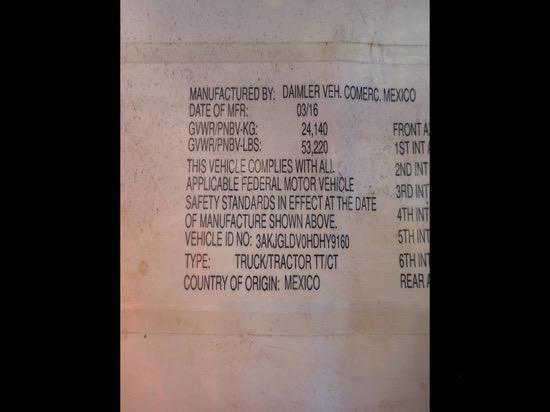 MANUFACTURED BY: DAIMLER VEH. COMERC. MEXICO
DATE OF MFR: 03/16
GVWR/PNBV-KG: 24,140 FRONT A
GVWR/PNBV-LBS: 53,220 1ST INT A
THIS VEHICLE COMPLIES WITH ALL 2ND INT
APPLICABLE FEDERAL MOTOR VEHICLE 3RD INT
SAFETY STANDARDS IN EFFECT AT THE DATE
OF MANUFACTURE SHOWN ABOVE. 4TH INT
VEHICLE ID NO: 3AKJGLDV0HDHY9160 5TH INT
TYPE: TRUCK/TRACTOR TT/CT 6TH INT
COUNTRY OF ORIGIN: MEXICO REAR A